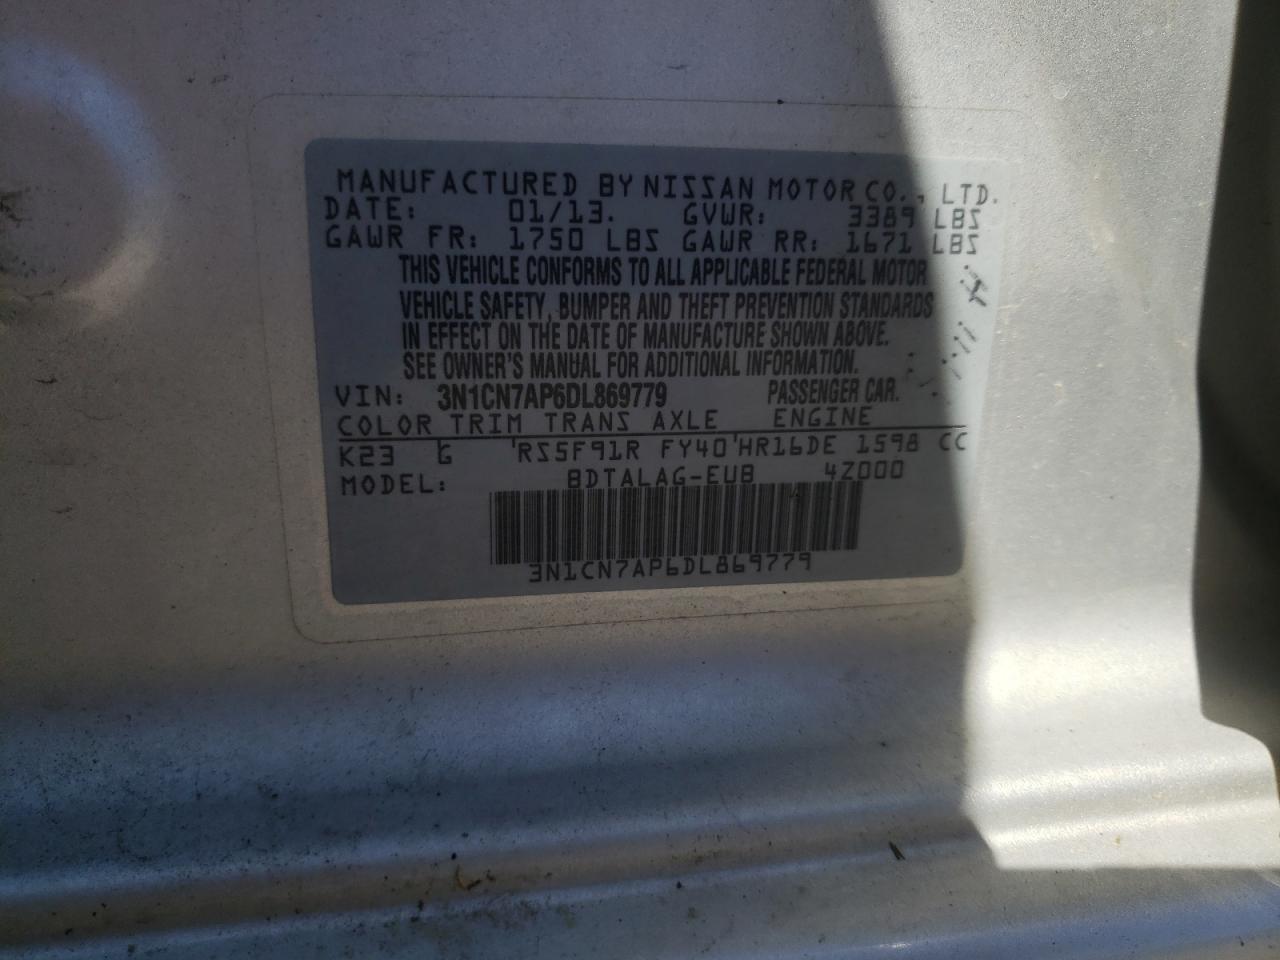 MANUFACTURED BY NISSAN MOTOR CO., LTD.
DATE: 01/13. GVWR: 3389 LBS
GAWR FR: 1750 LBS GAWR RR: 1671 LBS
THIS VEHICLE CONFORMS TO ALL APPLICABLE FEDERAL MOTOR
VEHICLE SAFETY, BUMPER AND THEFT PREVENTION STANDARDS
IN EFFECT ON THE DATE OF MANUFACTURE SHOWN ABOVE.
SEE OWNER'S MANUAL FOR ADDITIONAL INFORMATION.
VIN: 3N1CN7AP6DL869779 PASSENGER CAR.
COLOR TRIM TRANS AXLE ENGINE
K23 G 'RS5F91R FY40'HR16DE 1598 CC
MODEL: BDTALAG-EUB 4Z000
3N1CN7AP6DL869779